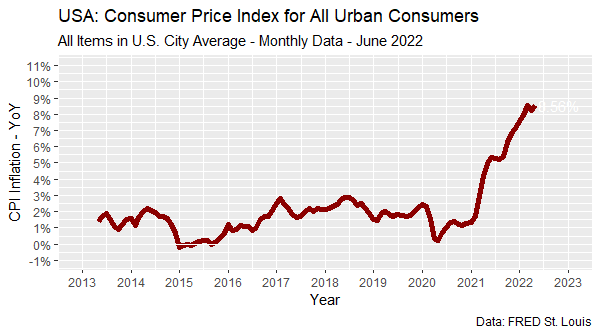 USA: Consumer Price Index for All Urban Consumers
All Items in U.S. City Average - Monthly Data - June 2022
CPI Inflation - YoY
11%
10%
9%
8%
7%
6%
5%
4%
3%
2%
1%
0%
-1%
2013 2014 2015 2016 2017 2018 2019 2020 2021 2022 2023
Year
Data: FRED St. Louis